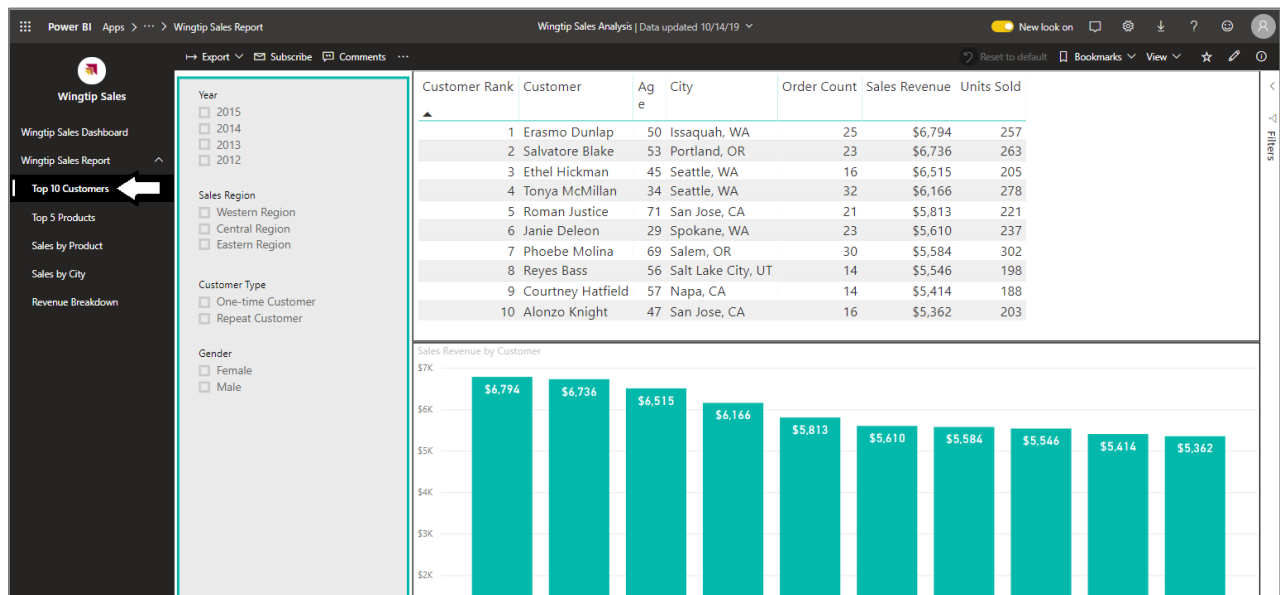 Power BI Apps > ··· > Wingtip Sales Report
Wingtip Sales Analysis | Data updated 10/14/19
New look on
?
Wingtip Sales
Wingtip Sales Dashboard
Wingtip Sales Report
Top 10 Customers
Top 5 Products
Sales by Product
Sales by City
Revenue Breakdown
Export Subscribe Comments ···
Reset to default Bookmarks View
Year
2015
2014
2013
2012
Sales Region
Western Region
Central Region
Eastern Region
Customer Type
One-time Customer
Repeat Customer
Gender
Female
Male
Customer Rank Customer Ag City Order Count Sales Revenue Units Sold
e
1 Erasmo Dunlap 50 Issaquah, WA 25 $6,794 257
2 Salvatore Blake 53 Portland, OR 23 $6,736 263
3 Ethel Hickman 45 Seattle, WA 16 $6,515 205
4 Tonya McMillan 34 Seattle, WA 32 $6,166 278
5 Roman Justice 71 San Jose, CA 21 $5,813 221
6 Janie Deleon 29 Spokane, WA 23 $5,610 237
7 Phoebe Molina 69 Salem, OR 30 $5,584 302
8 Reyes Bass 56 Salt Lake City, UT 14 $5,546 198
9 Courtney Hatfield 57 Napa, CA 14 $5,414 188
10 Alonzo Knight 47 San Jose, CA 16 $5,362 203
Filters
Sales Revenue by Customer
$7K
$6K
$5K
$4K
$3K
$2K
$6,794 $6,736 $6,515 $6,166 $5,813 $5,610 $5,584 $5,546 $5,414 $5,362